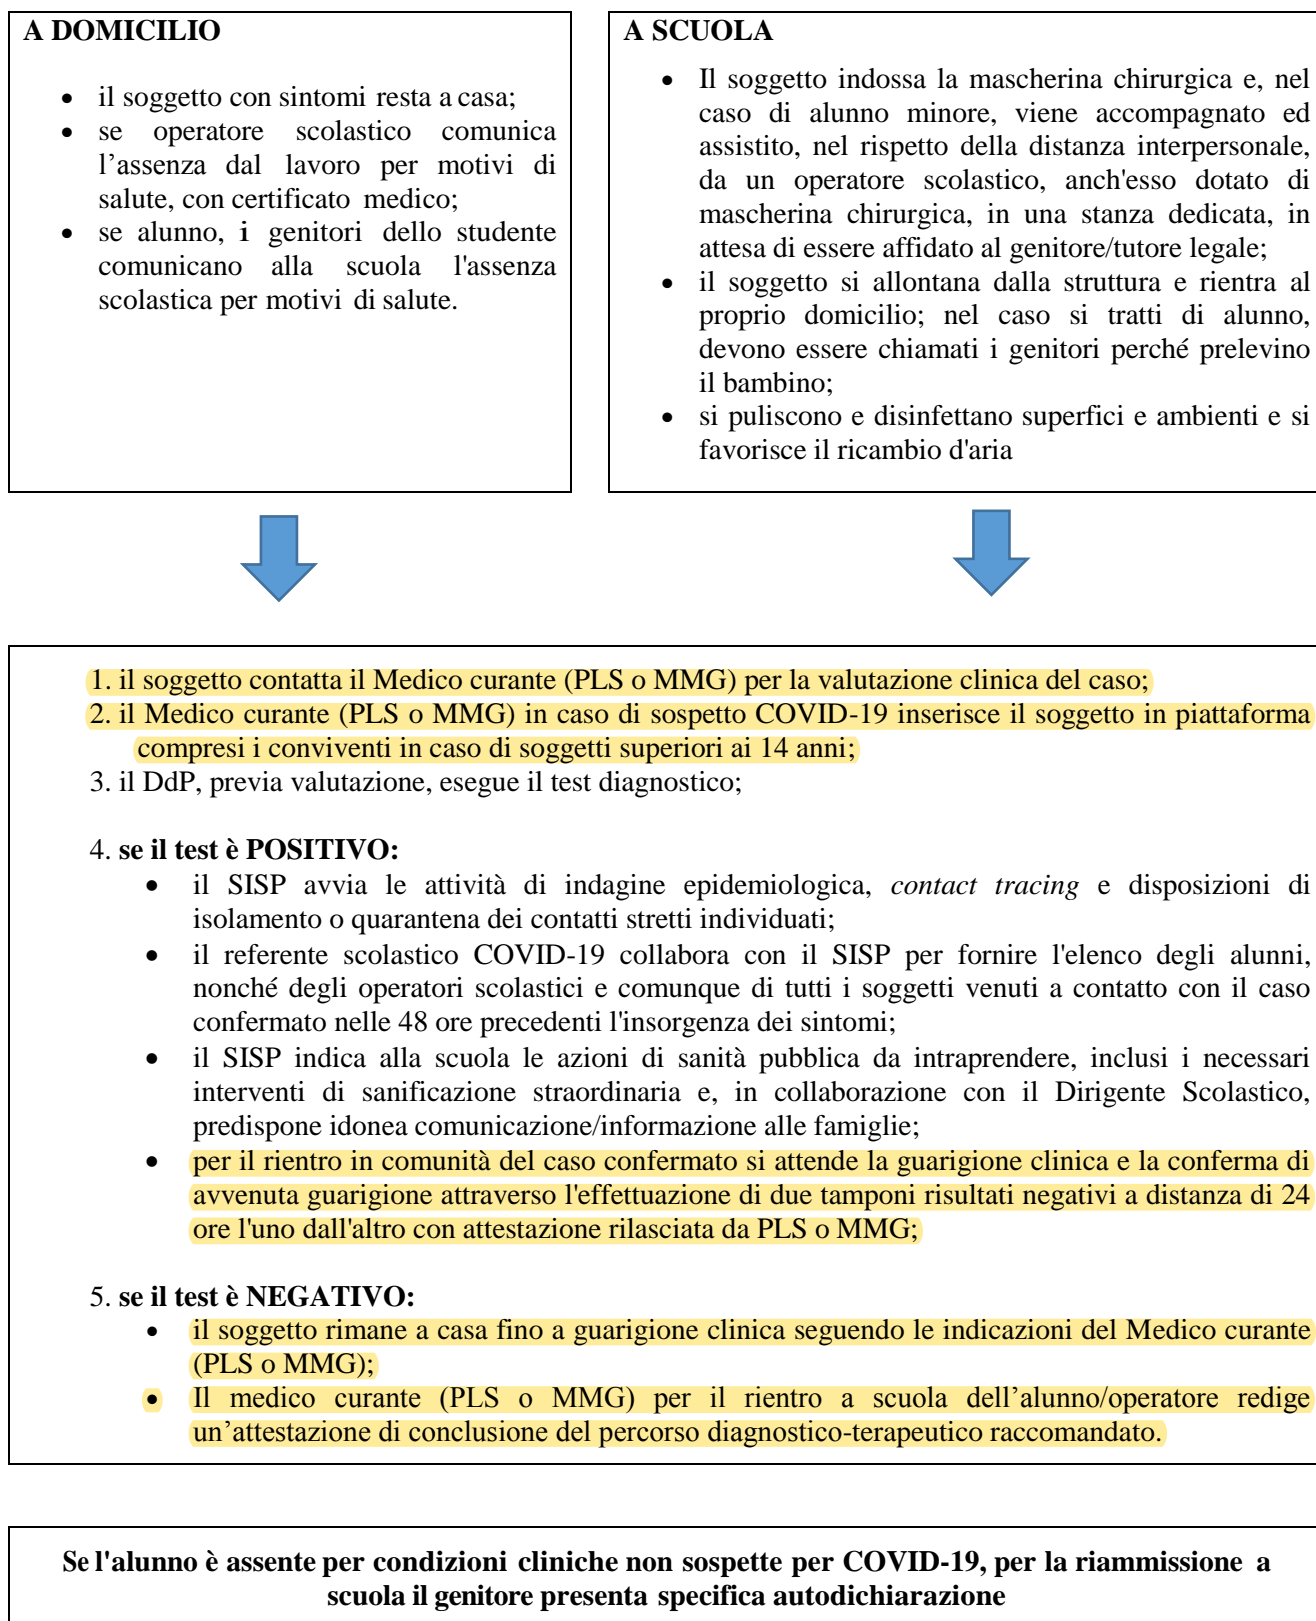 A DOMICILIO
• il soggetto con sintomi resta a casa;
• se operatore scolastico comunica
l’assenza dal lavoro per motivi di
salute, con certificato medico;
• se alunno, i genitori dello studente
comunicano alla scuola l'assenza
scolastica per motivi di salute.
A SCUOLA
• Il soggetto indossa la mascherina chirurgica e, nel
caso di alunno minore, viene accompagnato ed
assistito, nel rispetto della distanza interpersonale,
da un operatore scolastico, anch'esso dotato di
mascherina chirurgica, in una stanza dedicata, in
attesa di essere affidato al genitore/tutore legale;
• il soggetto si allontana dalla struttura e rientra al
proprio domicilio; nel caso si tratti di alunno,
devono essere chiamati i genitori perché prelevino
il bambino;
• si puliscono e disinfettano superfici e ambienti e si
favorisce il ricambio d'aria
1. il soggetto contatta il Medico curante (PLS o MMG) per la valutazione clinica del caso;
2. il Medico curante (PLS o MMG) in caso di sospetto COVID-19 inserisce il soggetto in piattaforma
compresi i conviventi in caso di soggetti superiori ai 14 anni;
3. il DdP, previa valutazione, esegue il test diagnostico;
4. se il test è POSITIVO:
• il SISP avvia le attività di indagine epidemiologica, contact tracing e disposizioni di
isolamento o quarantena dei contatti stretti individuati;
• il referente scolastico COVID-19 collabora con il SISP per fornire l'elenco degli alunni,
nonché degli operatori scolastici e comunque di tutti i soggetti venuti a contatto con il caso
confermato nelle 48 ore precedenti l'insorgenza dei sintomi;
• il SISP indica alla scuola le azioni di sanità pubblica da intraprendere, inclusi i necessari
interventi di sanificazione straordinaria e, in collaborazione con il Dirigente Scolastico,
predispone idonea comunicazione/informazione alle famiglie;
• per il rientro in comunità del caso confermato si attende la guarigione clinica e la conferma di
avvenuta guarigione attraverso l'effettuazione di due tamponi risultati negativi a distanza di 24
ore l'uno dall'altro con attestazione rilasciata da PLS o MMG;
5. se il test è NEGATIVO:
• il soggetto rimane a casa fino a guarigione clinica seguendo le indicazioni del Medico curante
(PLS o MMG);
• Il medico curante (PLS o MMG) per il rientro a scuola dell’alunno/operatore redige
un’attestazione di conclusione del percorso diagnostico-terapeutico raccomandato.
Se l'alunno è assente per condizioni cliniche non sospette per COVID-19, per la riammissione a
scuola il genitore presenta specifica autodichiarazione